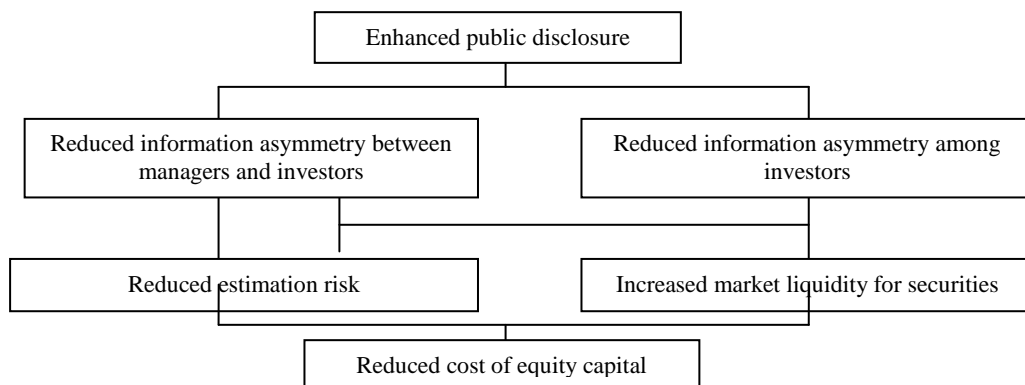 Enhanced public disclosure
Reduced information asymmetry between
managers and investors
Reduced information asymmetry among
investors
Reduced estimation risk
Increased market liquidity for securities
Reduced cost of equity capital